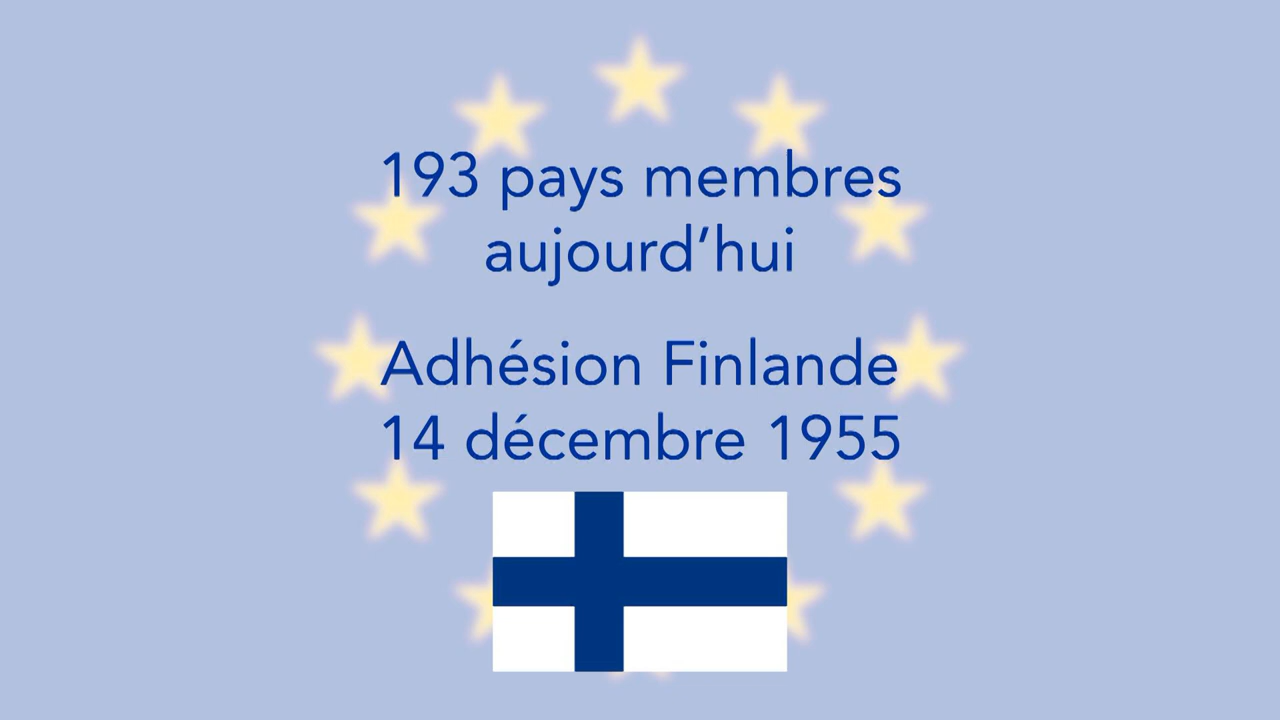 193 pays membres
aujourd’hui
Adhésion Finlande
14 décembre 1955